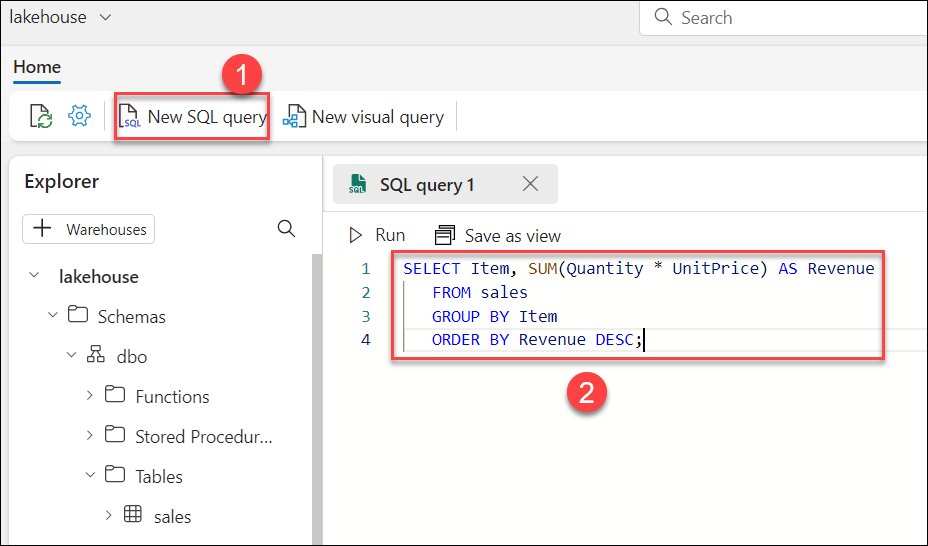 lakehouse
Search
Home
1
New SQL query
New visual query
Explorer
SQL query 1
Warehouses
Run
Save as view
lakehouse
Schemas
dbo
Functions
Stored Procedur...
Tables
sales
1 SELECT Item, SUM(Quantity * UnitPrice) AS Revenue
2 FROM sales
3 GROUP BY Item
4 ORDER BY Revenue DESC;
2